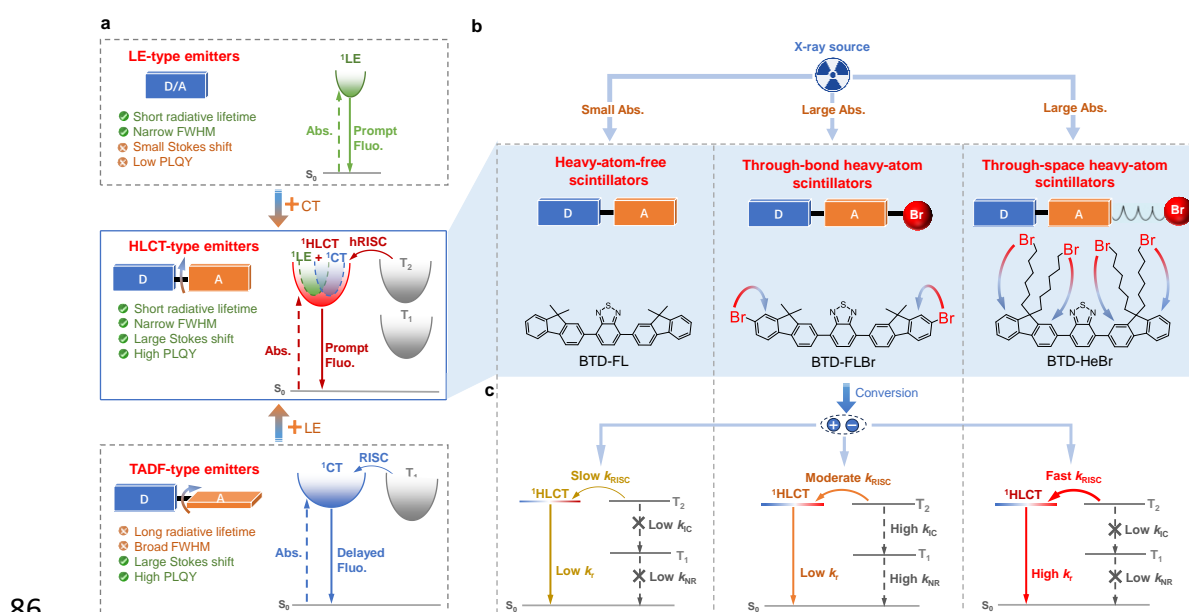 a
LE-type emitters
D/A
Short radiative lifetime
Narrow FWHM
Small Stokes shift
Low PLQY
¹LE
Abs.
Prompt
Fluo.
S₀
+CT
HLCT-type emitters
D
A
Short radiative lifetime
Narrow FWHM
Large Stokes shift
High PLQY
¹HLCT
¹LE + ¹CT
hRISC
T₂
T₁
Abs.
Prompt
Fluo.
S₀
+LE
TADF-type emitters
D
A
Long radiative lifetime
Broad FWHM
Large Stokes shift
High PLQY
¹CT
RISC
T₁
Abs.
Delayed
Fluo.
S₀
b
X-ray source
Small Abs.
Large Abs.
Large Abs.
Heavy-atom-free
scintillators
D
A
S
N
N
BTD-FL
Through-bond heavy-atom
scintillators
D
A
Br
Br
S
N
N
Br
BTD-FLBr
Through-space heavy-atom
scintillators
D
A
Br
Br
Br
Br
Br
S
N
N
BTD-HeBr
c
Conversion
+ −
Slow k_RISC
¹HLCT
T₂
Low k_IC
T₁
Low k_r
Low k_NR
S₀
Moderate k_RISC
¹HLCT
T₂
High k_IC
T₁
Low k_r
High k_NR
Fast k_RISC
¹HLCT
T₂
Low k_IC
T₁
High k_r
Low k_NR
S₀
86